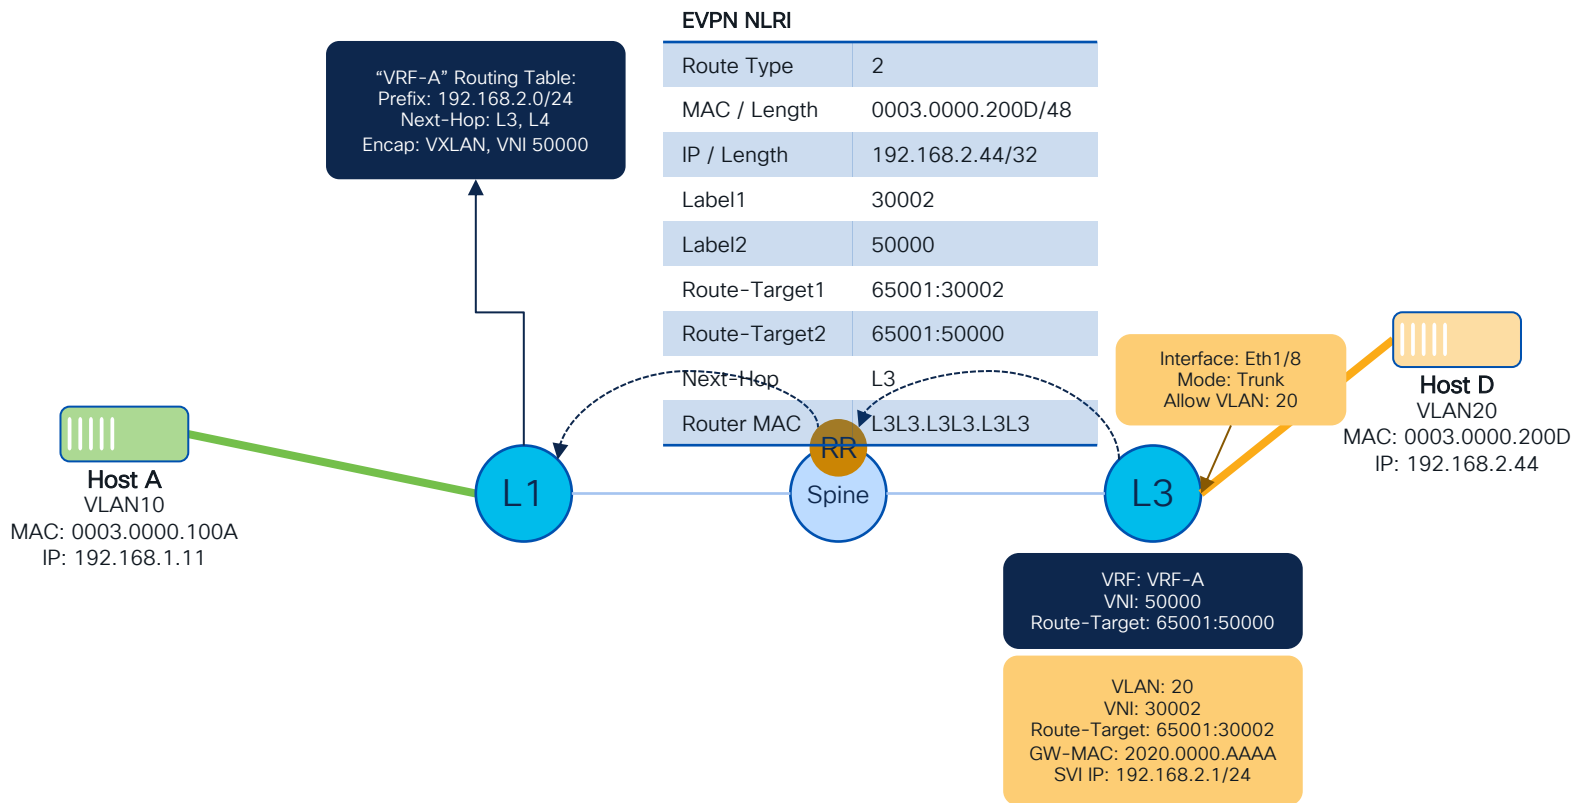 EVPN NLRI
Route Type 2
MAC / Length 0003.0000.200D/48
IP / Length 192.168.2.44/32
Label1 30002
Label2 50000
Route-Target1 65001:30002
Route-Target2 65001:50000
Next-Hop L3
Router MAC L3L3.L3L3.L3L3
“VRF-A” Routing Table:
Prefix: 192.168.2.0/24
Next-Hop: L3, L4
Encap: VXLAN, VNI 50000
Host A
VLAN10
MAC: 0003.0000.100A
IP: 192.168.1.11
L1
RR
Spine
L3
Interface: Eth1/8
Mode: Trunk
Allow VLAN: 20
Host D
VLAN20
MAC: 0003.0000.200D
IP: 192.168.2.44
VRF: VRF-A
VNI: 50000
Route-Target: 65001:50000
VLAN: 20
VNI: 30002
Route-Target: 65001:30002
GW-MAC: 2020.0000.AAAA
SVI IP: 192.168.2.1/24